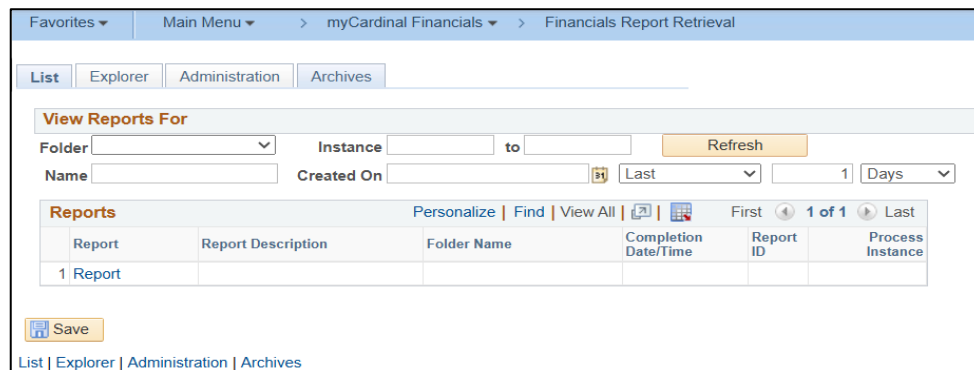 Favorites Main Menu > myCardinal Financials > Financials Report Retrieval
List Explorer Administration Archives
View Reports For
Folder Instance to Refresh
Name Created On 31 Last 1 Days
Reports Personalize | Find | View All | | First 1 of 1 Last
Report Report Description Folder Name Completion Date/Time Report ID Process Instance
1 Report
Save
List | Explorer | Administration | Archives